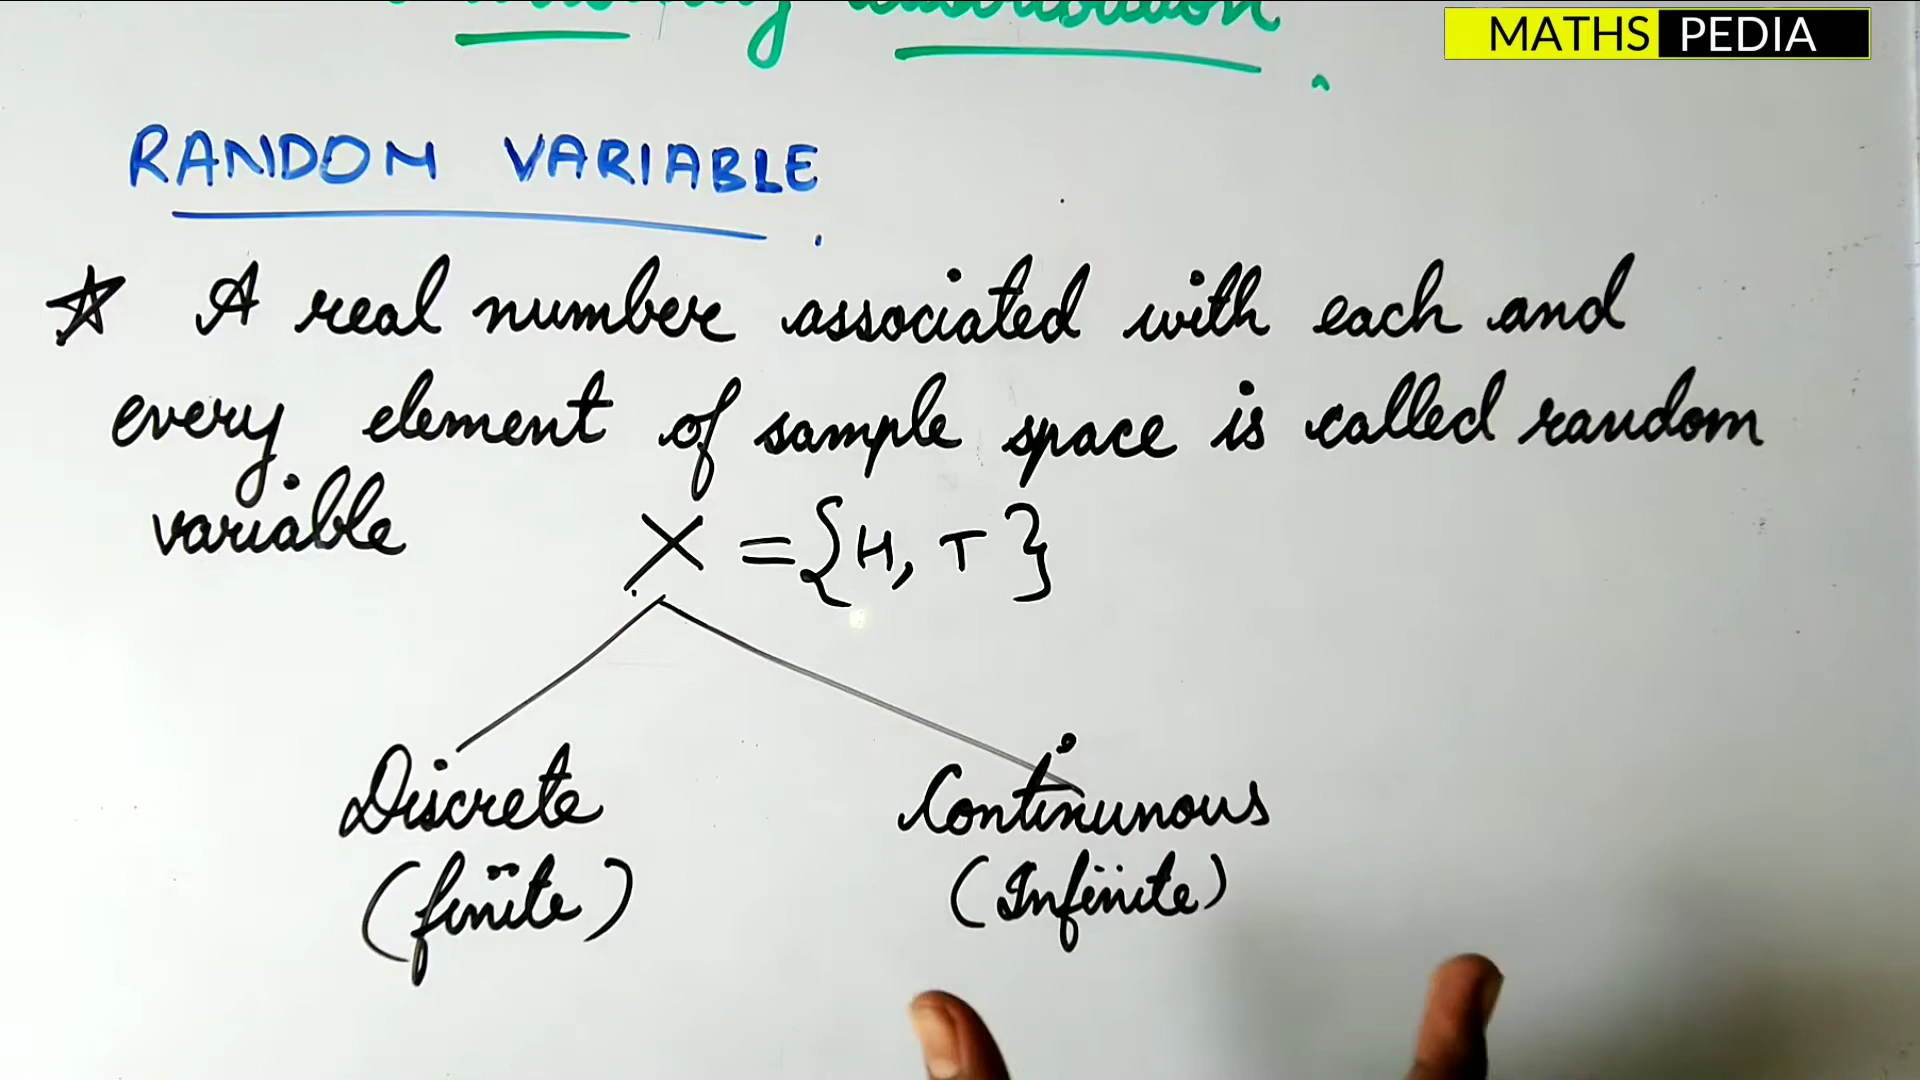 MATHS PEDIA
RANDOM VARIABLE
☆ A real number associated with each and
every element of sample space is called random
variable X = {H, T}
Discrete Continunous
(finite) (Infinite)